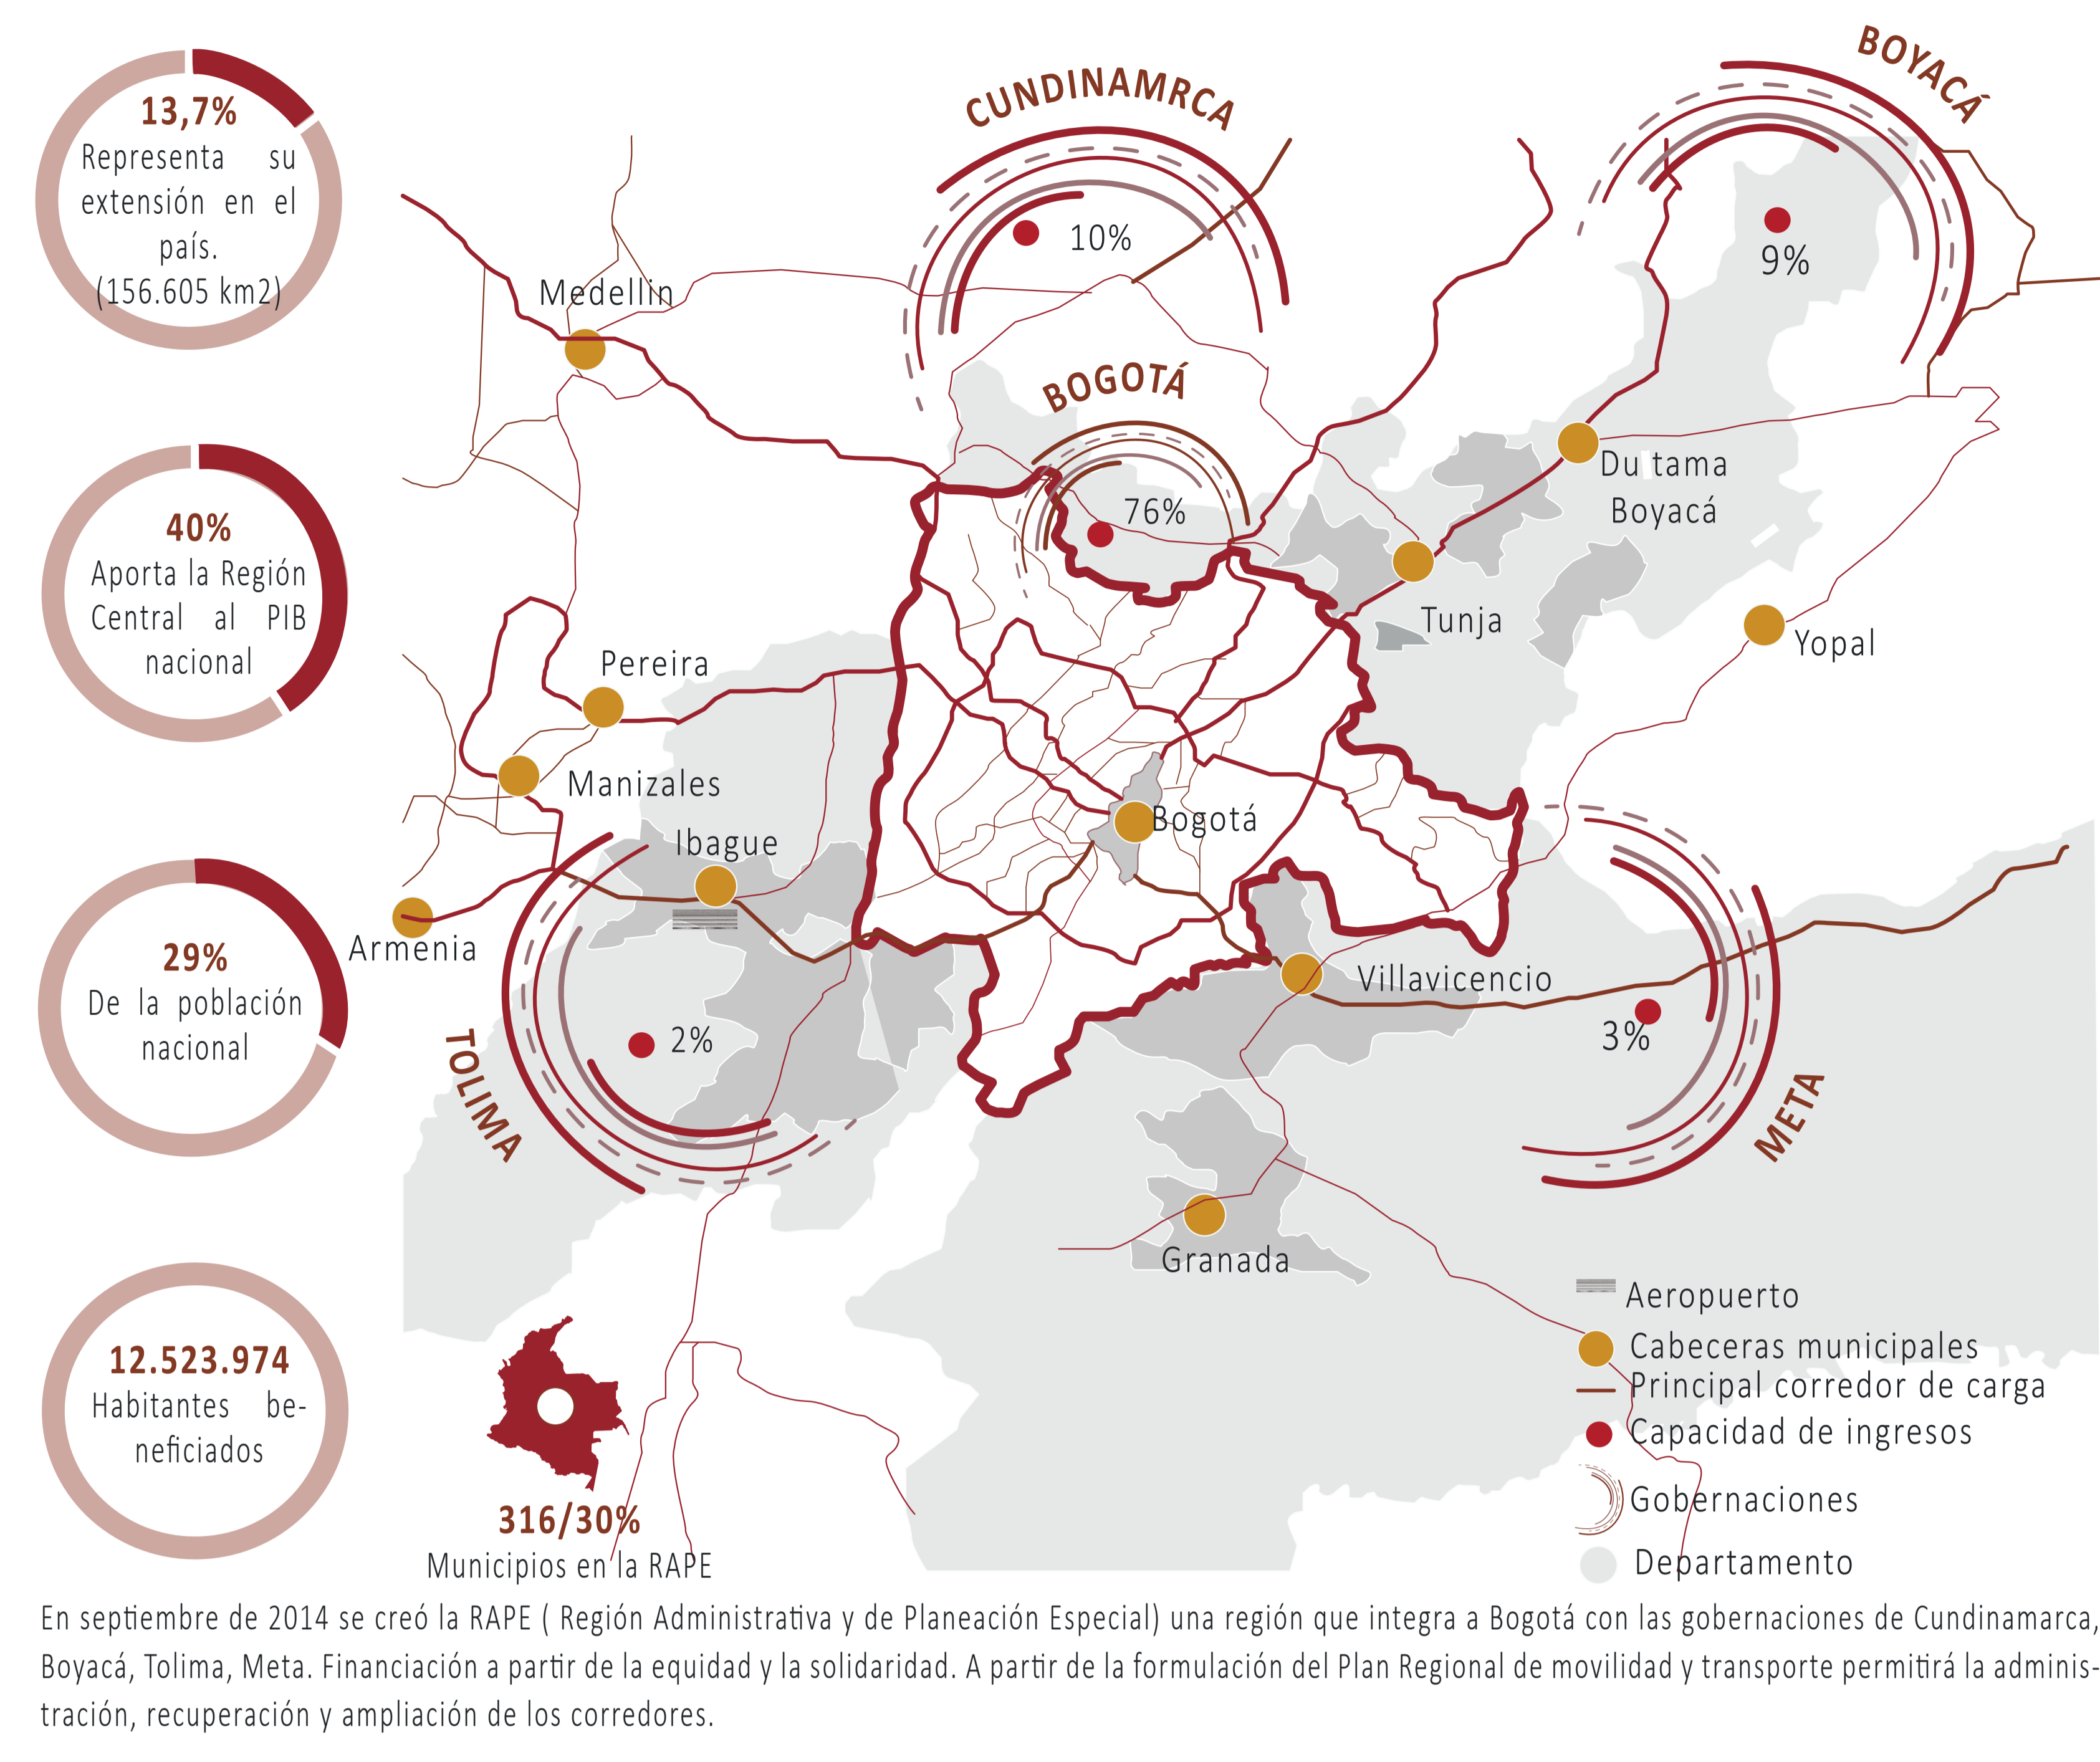 13,7%
Representa su
extensión en el
país.
(156.605 km2)
40%
Aporta la Región
Central al PIB
nacional
29%
De la población
nacional
12.523.974
Habitantes be-
neficiados
CUNDINAMRCA
10%
BOYACÁ
9%
BOGOTÁ
76%
Medellin
Du tama
Boyacá
Tunja
Yopal
Pereira
Manizales
Ibague
Bogotá
Armenia
Villavicencio
TOLIMA
2%
3%
META
Granada
316/30%
Municipios en la RAPE
Aeropuerto
Cabeceras municipales
Principal corredor de carga
Capacidad de ingresos
Gobernaciones
Departamento
En septiembre de 2014 se creó la RAPE ( Región Administrativa y de Planeación Especial) una región que integra a Bogotá con las gobernaciones de Cundinamarca,
Boyacá, Tolima, Meta. Financiación a partir de la equidad y la solidaridad. A partir de la formulación del Plan Regional de movilidad y transporte permitirá la adminis-
tración, recuperación y ampliación de los corredores.